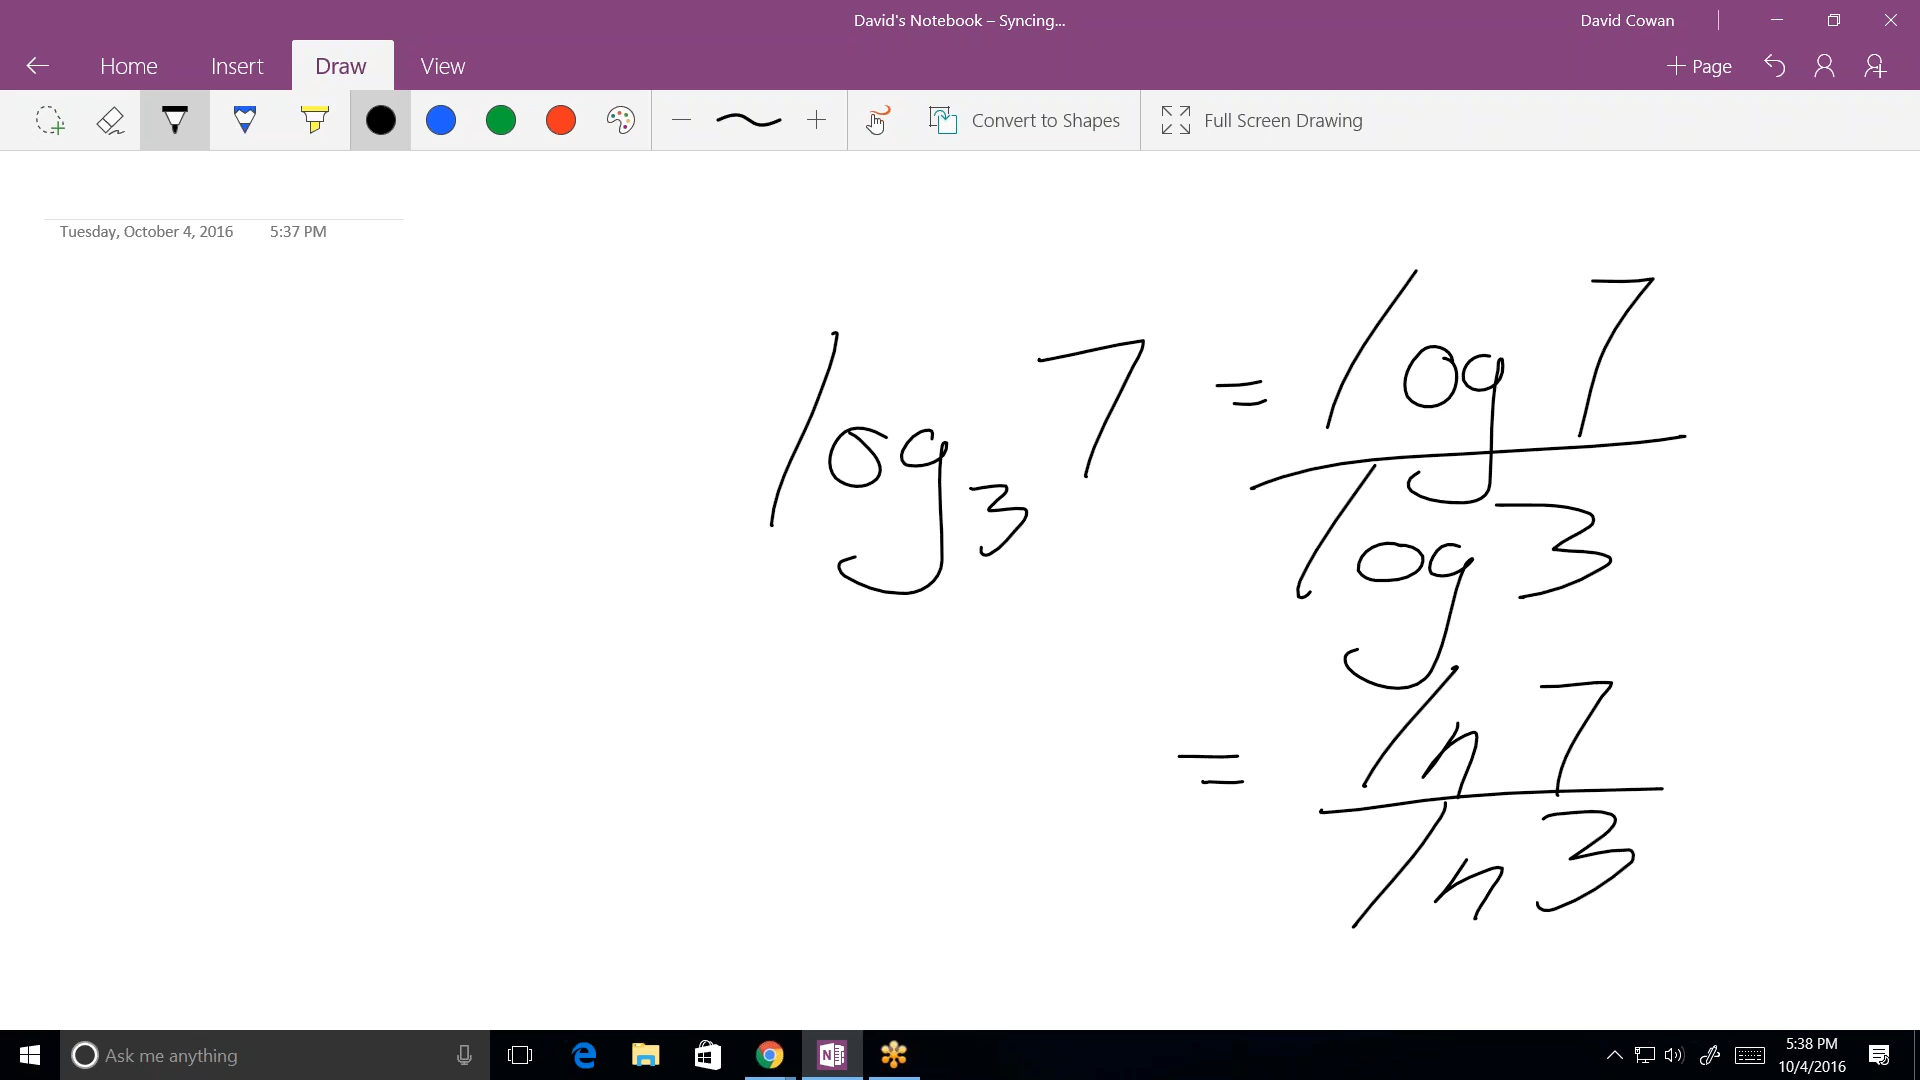 David's Notebook – Syncing...
David Cowan
Home Insert Draw View
+ Page
Convert to Shapes
Full Screen Drawing
Tuesday, October 4, 2016 5:37 PM
log₃ 7 = log 7 / log 3
= ln 7 / ln 3
Ask me anything
5:38 PM
10/4/2016